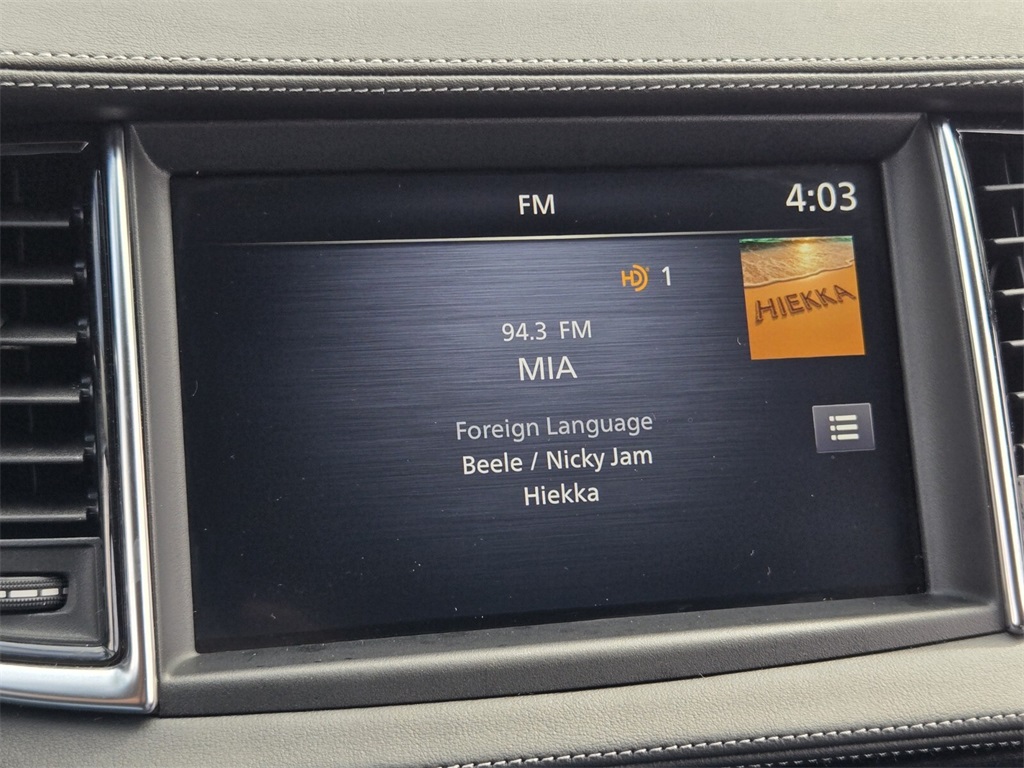 FM
4:03
HD 1
HIEKKA
94.3 FM
MIA
Foreign Language
Beele / Nicky Jam
Hiekka